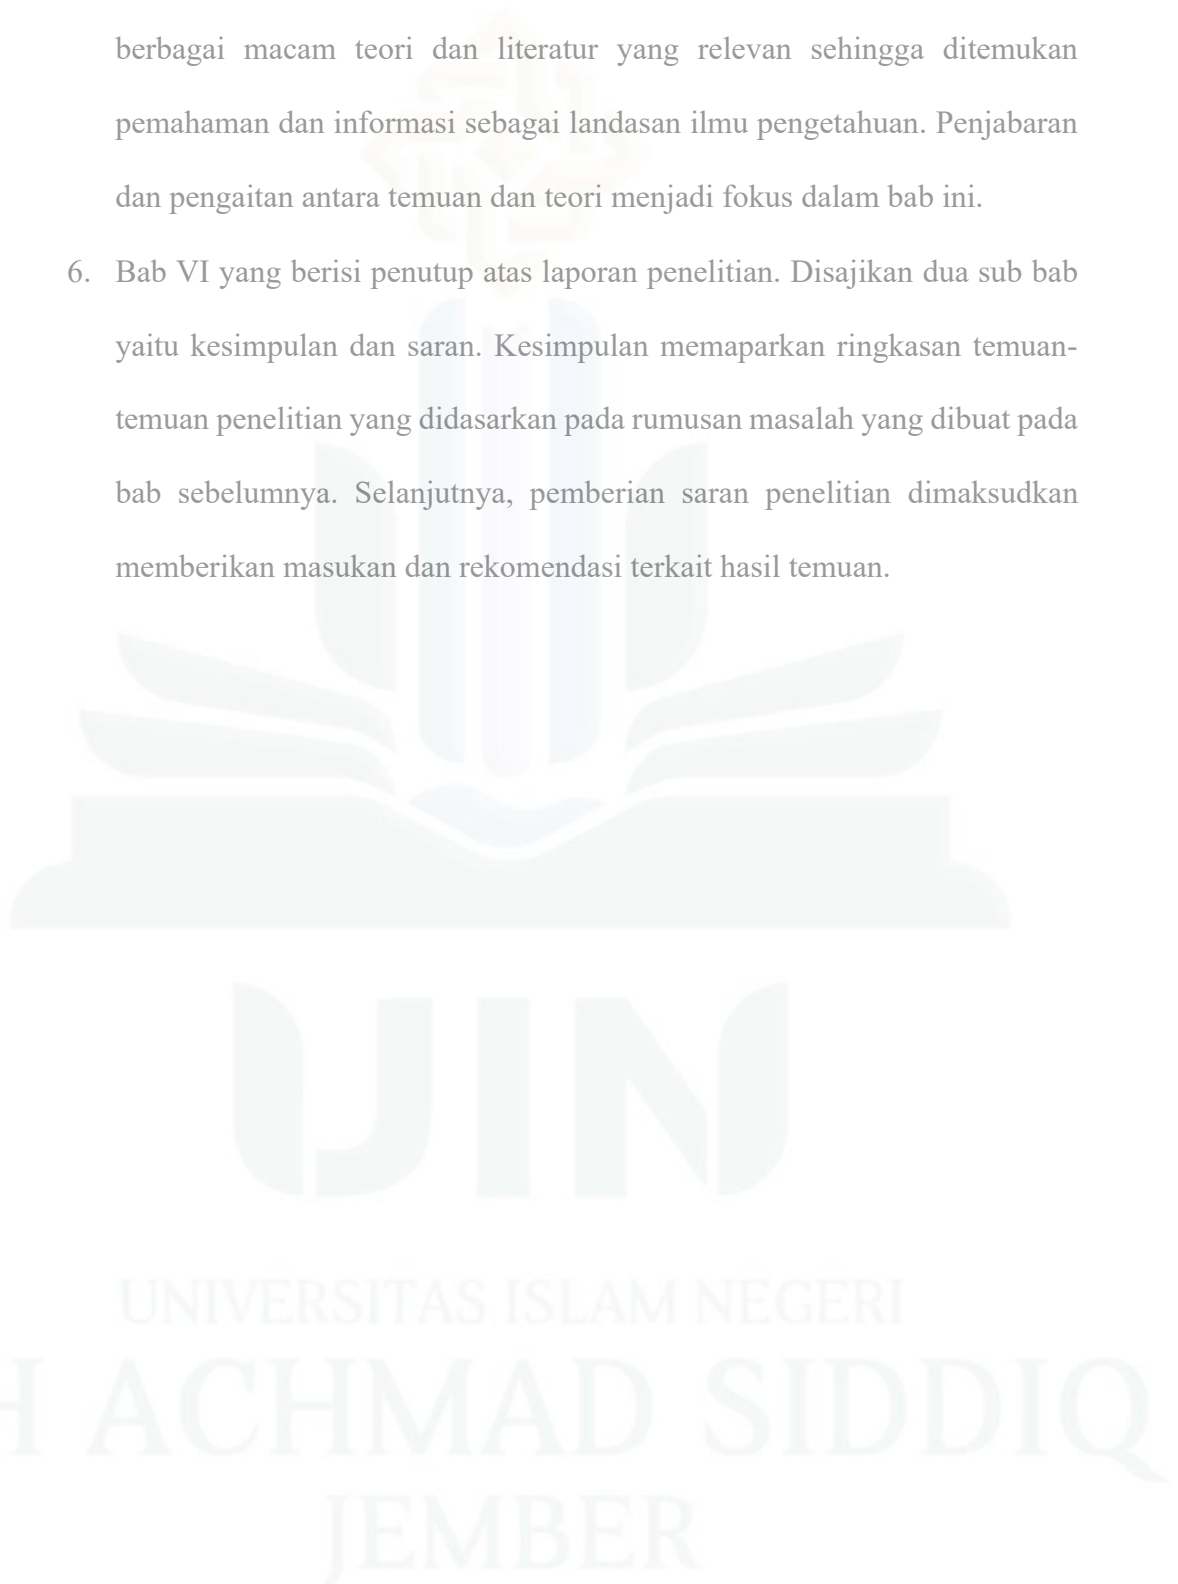 berbagai macam teori dan literatur yang relevan sehingga ditemukan
pemahaman dan informasi sebagai landasan ilmu pengetahuan. Penjabaran
dan pengaitan antara temuan dan teori menjadi fokus dalam bab ini.
6. Bab VI yang berisi penutup atas laporan penelitian. Disajikan dua sub bab
yaitu kesimpulan dan saran. Kesimpulan memaparkan ringkasan temuan-
temuan penelitian yang didasarkan pada rumusan masalah yang dibuat pada
bab sebelumnya. Selanjutnya, pemberian saran penelitian dimaksudkan
memberikan masukan dan rekomendasi terkait hasil temuan.
UIN
UNIVERSITAS ISLAM NEGERI
H ACHMAD SIDDIQ
JEMBER